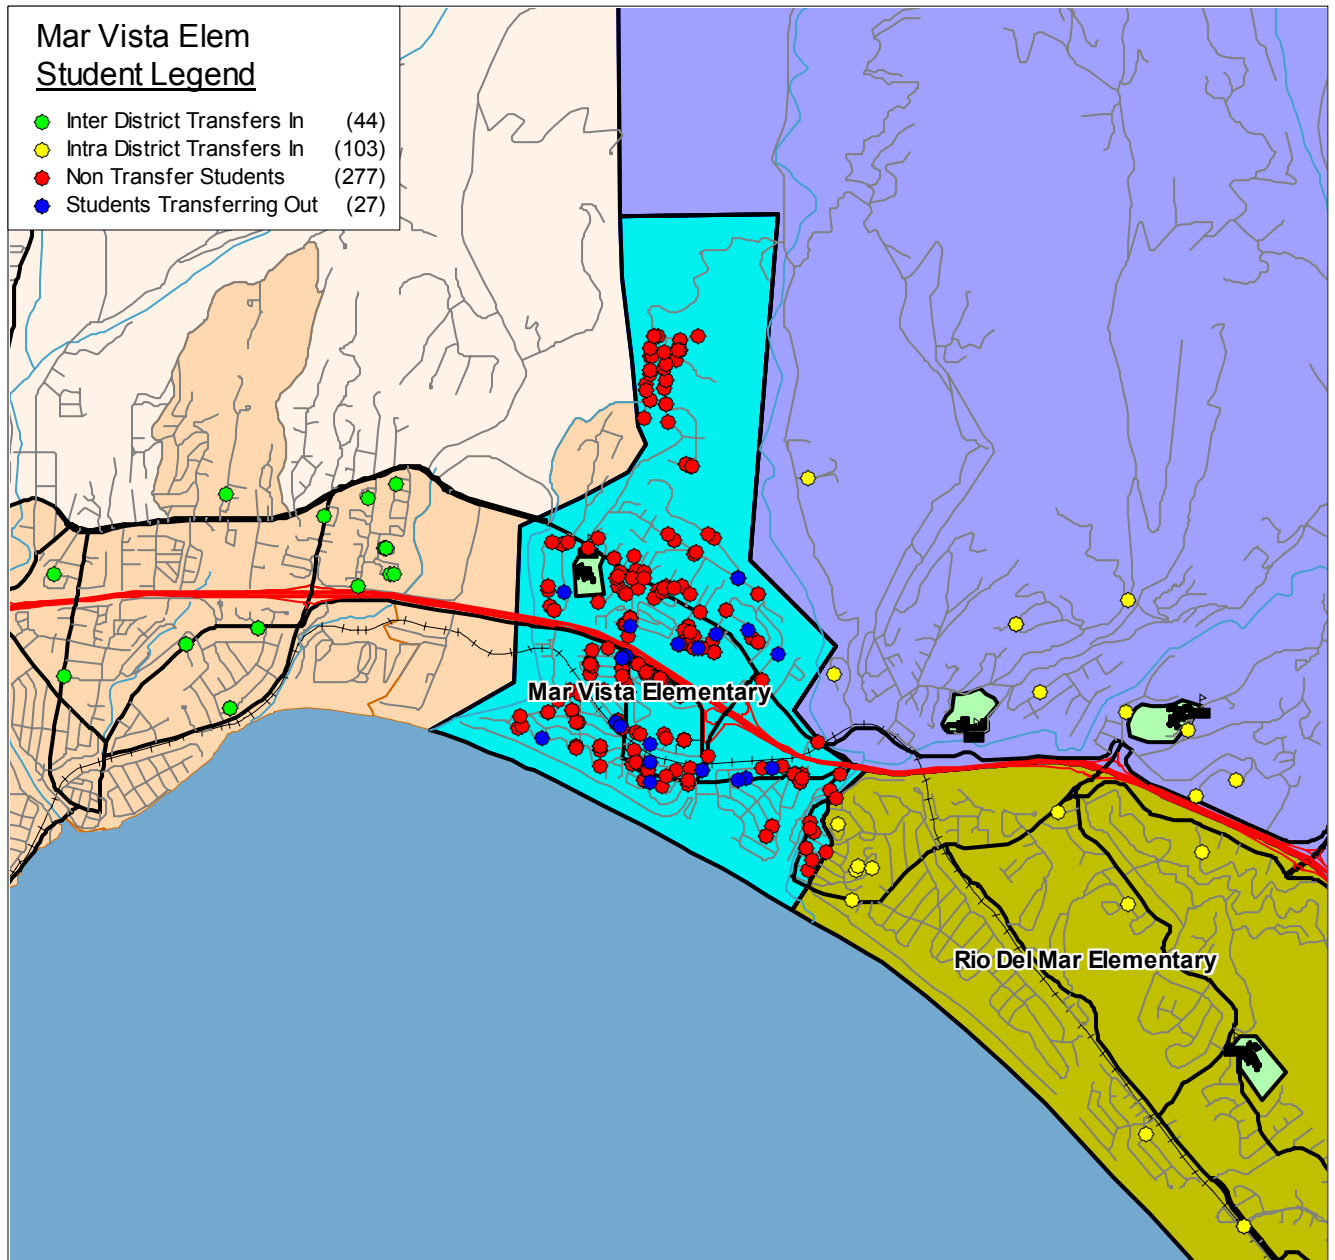 Mar Vista Elem
Student Legend
Inter District Transfers In (44)
Intra District Transfers In (103)
Non Transfer Students (277)
Students Transferring Out (27)
Mar Vista Elementary
Rio Del Mar Elementary